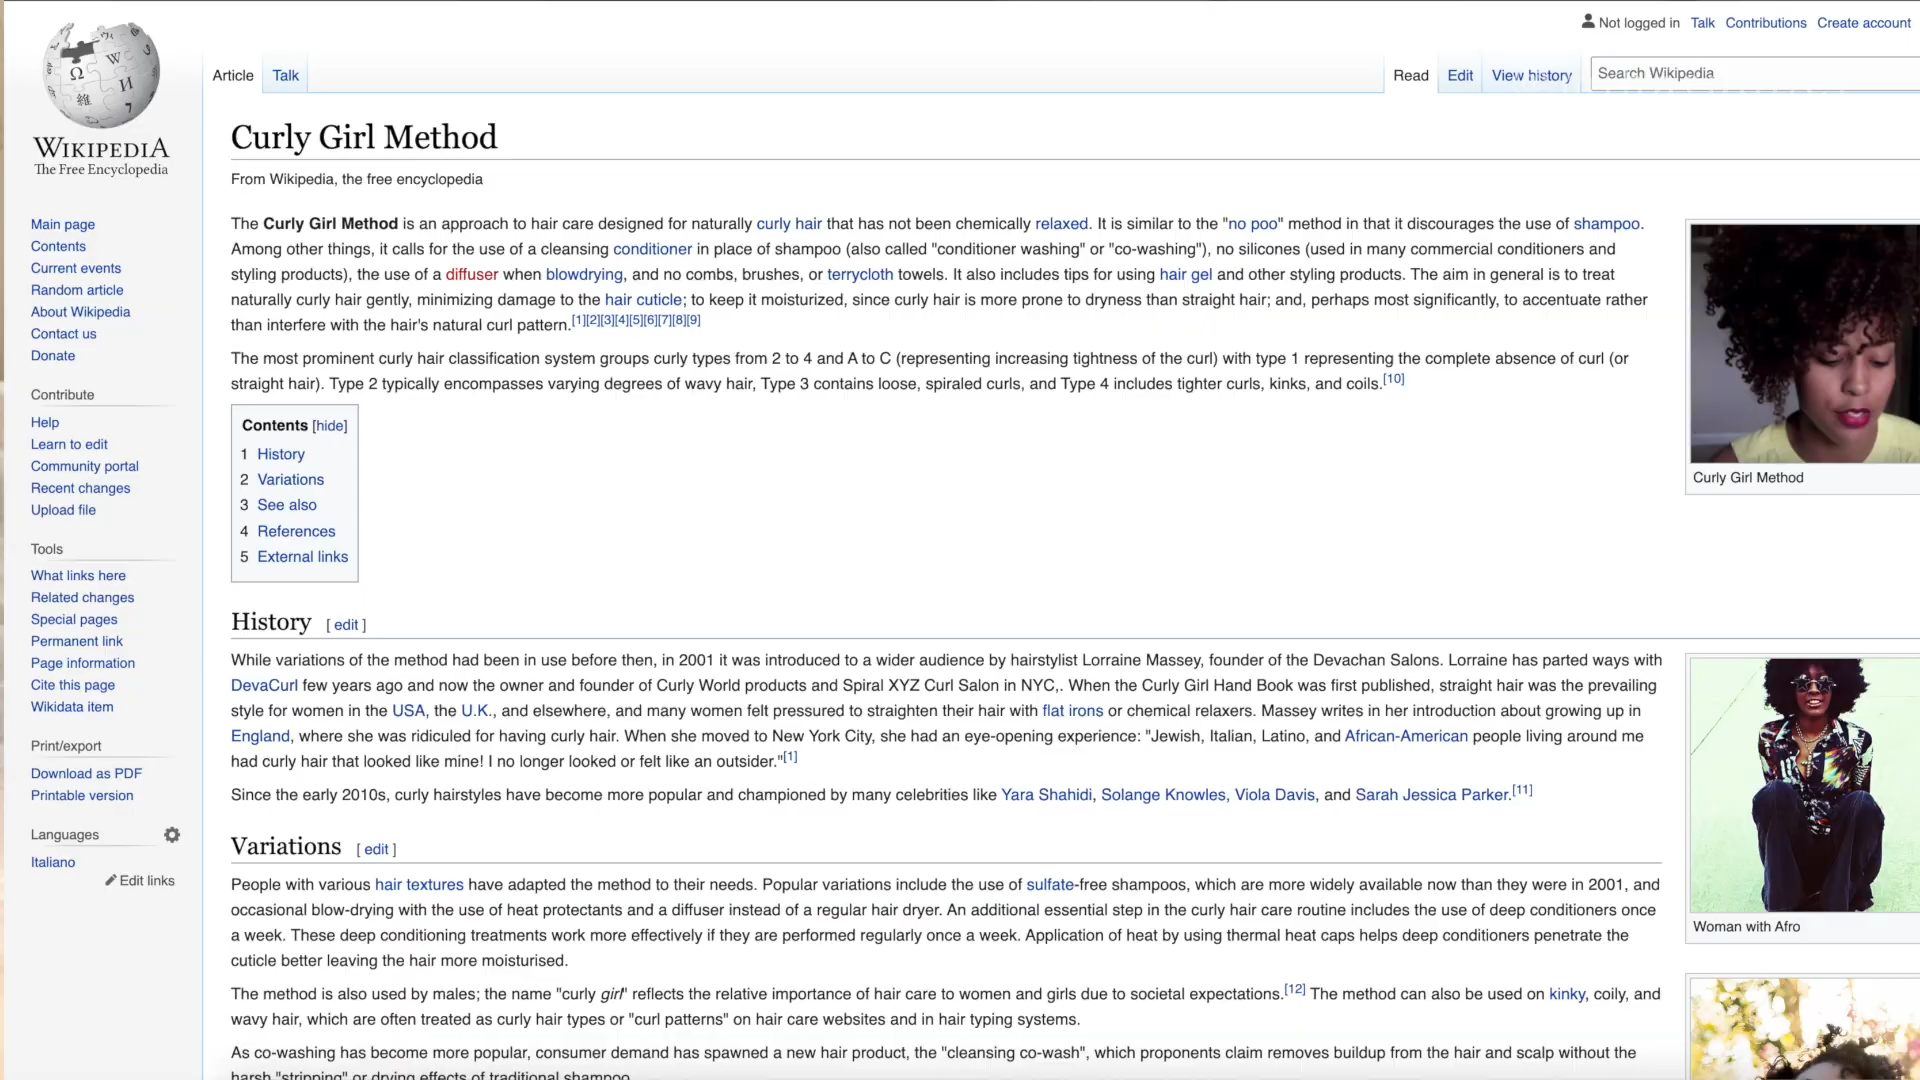 Not logged in Talk Contributions Create account
Article Talk Read Edit View history Search Wikipedia
WIKIPEDIA
The Free Encyclopedia
Main page
Contents
Current events
Random article
About Wikipedia
Contact us
Donate
Contribute
Help
Learn to edit
Community portal
Recent changes
Upload file
Tools
What links here
Related changes
Special pages
Permanent link
Page information
Cite this page
Wikidata item
Print/export
Download as PDF
Printable version
Languages
Italiano
Edit links
Curly Girl Method
From Wikipedia, the free encyclopedia
The Curly Girl Method is an approach to hair care designed for naturally curly hair that has not been chemically relaxed. It is similar to the "no poo" method in that it discourages the use of shampoo.
Among other things, it calls for the use of a cleansing conditioner in place of shampoo (also called "conditioner washing" or "co-washing"), no silicones (used in many commercial conditioners and
styling products), the use of a diffuser when blowdrying, and no combs, brushes, or terrycloth towels. It also includes tips for using hair gel and other styling products. The aim in general is to treat
naturally curly hair gently, minimizing damage to the hair cuticle; to keep it moisturized, since curly hair is more prone to dryness than straight hair; and, perhaps most significantly, to accentuate rather
than interfere with the hair's natural curl pattern.[1][2][3][4][5][6][7][8][9]
The most prominent curly hair classification system groups curly types from 2 to 4 and A to C (representing increasing tightness of the curl) with type 1 representing the complete absence of curl (or
straight hair). Type 2 typically encompasses varying degrees of wavy hair, Type 3 contains loose, spiraled curls, and Type 4 includes tighter curls, kinks, and coils.[10]
Curly Girl Method
Contents [hide]
1 History
2 Variations
3 See also
4 References
5 External links
History [ edit ]
While variations of the method had been in use before then, in 2001 it was introduced to a wider audience by hairstylist Lorraine Massey, founder of the Devachan Salons. Lorraine has parted ways with
DevaCurl few years ago and now the owner and founder of Curly World products and Spiral XYZ Curl Salon in NYC,. When the Curly Girl Hand Book was first published, straight hair was the prevailing
style for women in the USA, the U.K., and elsewhere, and many women felt pressured to straighten their hair with flat irons or chemical relaxers. Massey writes in her introduction about growing up in
England, where she was ridiculed for having curly hair. When she moved to New York City, she had an eye-opening experience: "Jewish, Italian, Latino, and African-American people living around me
had curly hair that looked like mine! I no longer looked or felt like an outsider."[1]
Since the early 2010s, curly hairstyles have become more popular and championed by many celebrities like Yara Shahidi, Solange Knowles, Viola Davis, and Sarah Jessica Parker.[11]
Woman with Afro
Variations [ edit ]
People with various hair textures have adapted the method to their needs. Popular variations include the use of sulfate-free shampoos, which are more widely available now than they were in 2001, and
occasional blow-drying with the use of heat protectants and a diffuser instead of a regular hair dryer. An additional essential step in the curly hair care routine includes the use of deep conditioners once
a week. These deep conditioning treatments work more effectively if they are performed regularly once a week. Application of heat by using thermal heat caps helps deep conditioners penetrate the
cuticle better leaving the hair more moisturised.
The method is also used by males; the name "curly girl" reflects the relative importance of hair care to women and girls due to societal expectations.[12] The method can also be used on kinky, coily, and
wavy hair, which are often treated as curly hair types or "curl patterns" on hair care websites and in hair typing systems.
As co-washing has become more popular, consumer demand has spawned a new hair product, the "cleansing co-wash", which proponents claim removes buildup from the hair and scalp without the
harsh "stripping" or drying effects of traditional shampoo.